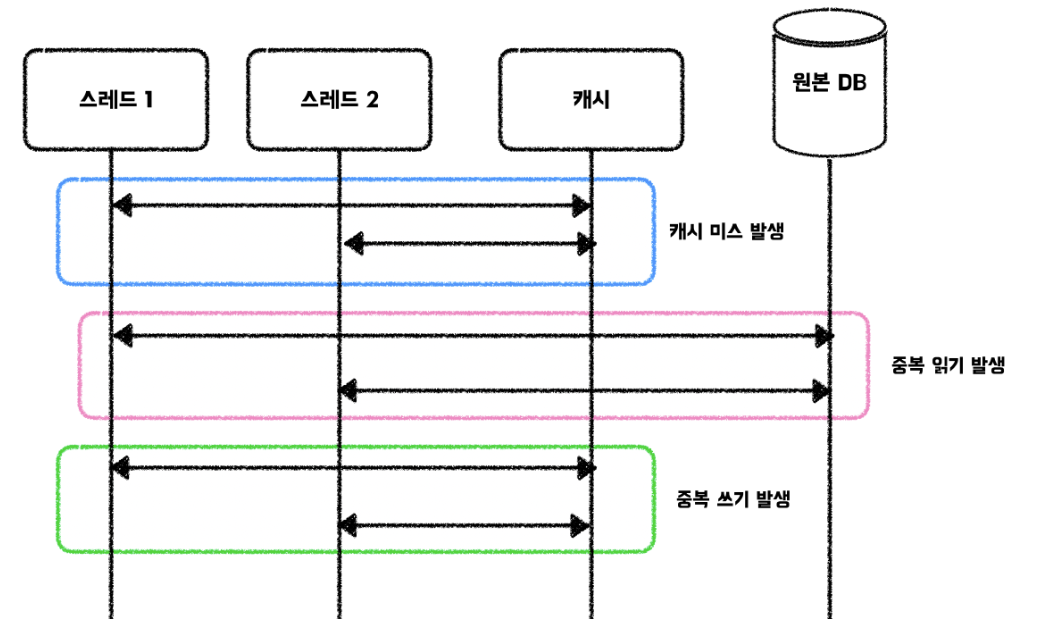 스레드 1
스레드 2
캐시
원본 DB
캐시 미스 발생
중복 읽기 발생
중복 쓰기 발생